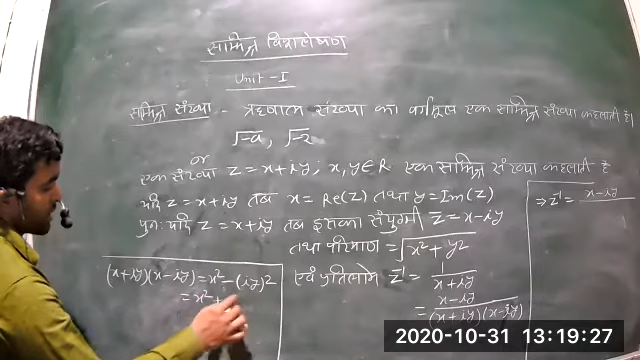 सम्मिश्र विश्लेषण
Unit - I
सम्मिश्र संख्या - ऋणात्म संख्या का वर्गमूल एक सम्मिश्र संख्या कहलाती है।
√-a, √-2
or
एक संख्या z = x+iy ; x,y ∈ R एक सम्मिश्र संख्या कहलाती है
यदि z = x+iy तब x = Re(z) तथा y = Im(z)
पुनः यदि z = x+iy तब इसका संयुग्मी z = x-iy
तथा परिमाण = √x²+y²
एवं प्रतिलोम z⁻¹ = 1/x+iy
= x-iy/(x+iy)(x-iy)
⇒ z⁻¹ = x-iy
(x+iy)(x-iy) = x²-(iy)²
= x²+
2020-10-31 13:19:27